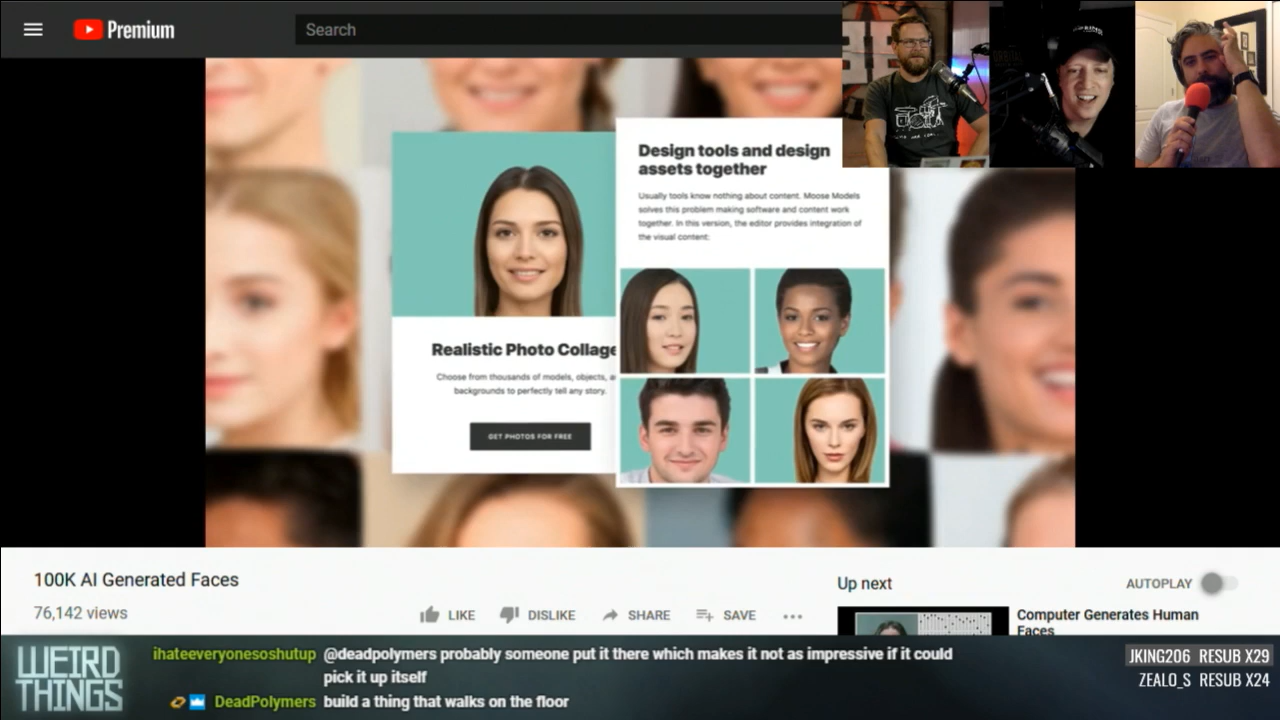 Premium
Search
Design tools and design
assets together
Usually tools know nothing about content. Moose Models
solves this problem making software and content work
together. In this version, the editor provides integration of
the visual content:
Realistic Photo Collage
Choose from thousands of models, objects, a
backgrounds to perfectly tell any story.
GET PHOTOS FOR FREE
100K AI Generated Faces
76,142 views
LIKE
DISLIKE
SHARE
SAVE
Up next
AUTOPLAY
Computer Generates Human
Faces
WEIRD
THINGS
ihateeveryonesoshutup @deadpolymers probably someone put it there which makes it not as impressive if it could
pick it up itself
DeadPolymers build a thing that walks on the floor
JKING206 RESUB X29
ZEALO_S RESUB X24